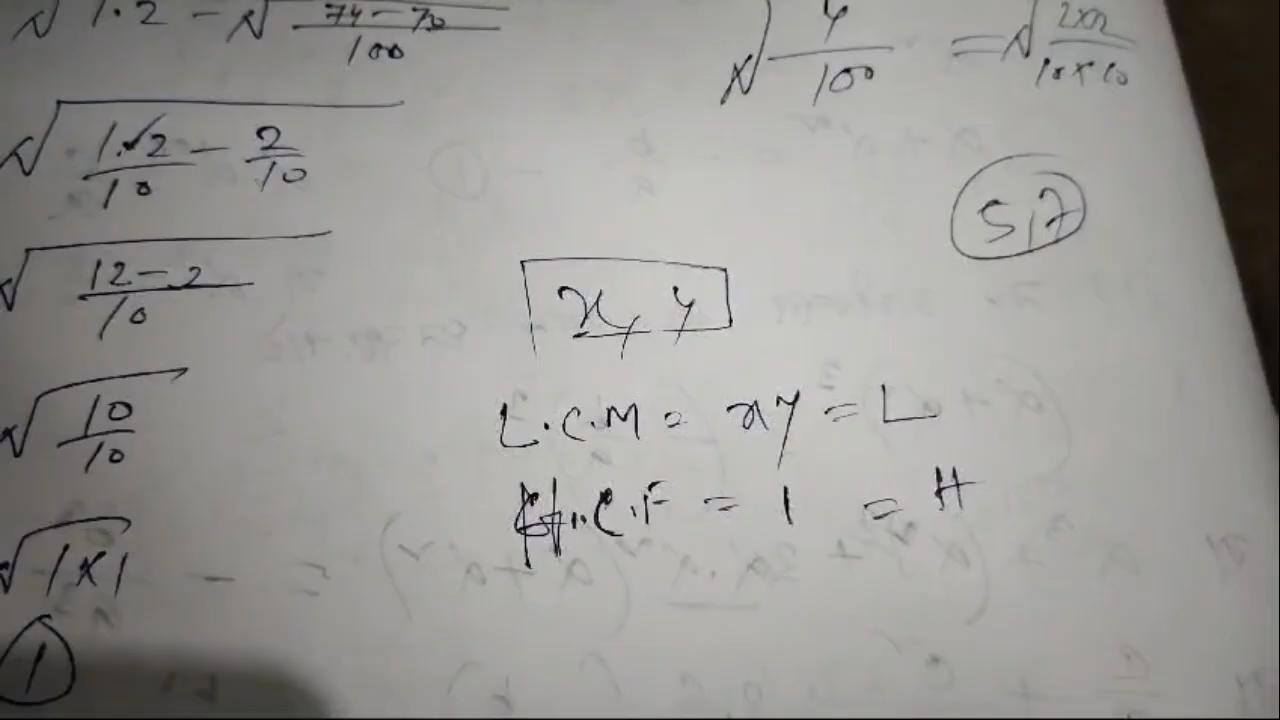 √1.2 - √(74-70)/100
√(1.2/10 - 2/10)
√(12-2)/10
√10/10
√1×1
1
√4/100 = √(2×2)/(10×10)
5,7
x, y
L.C.M = xy = L
H.C.F = 1 = H